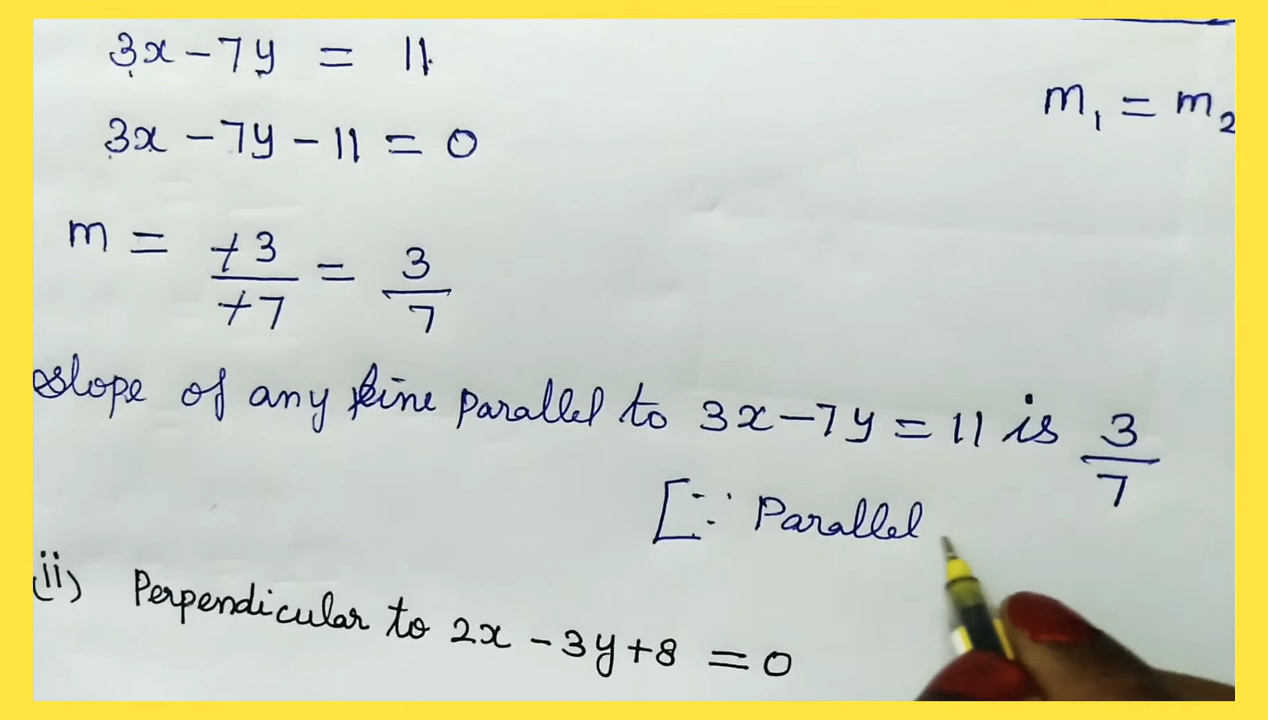 3x - 7y = 11
m₁ = m₂
3x - 7y - 11 = 0
m = +3/+7 = 3/7
slope of any line parallel to 3x - 7y = 11 is 3/7
[∵ Parallel
(ii) Perpendicular to 2x - 3y + 8 = 0